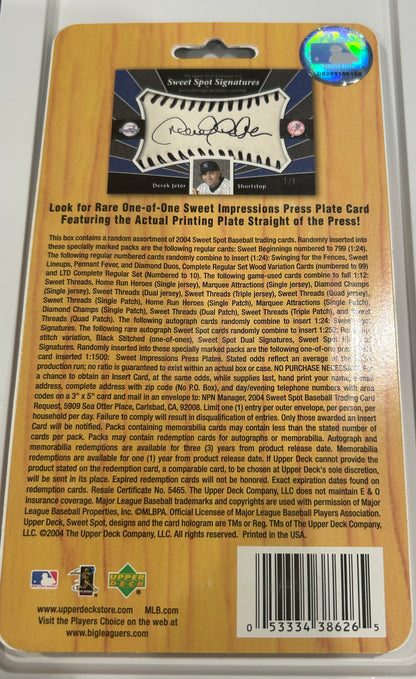 The Upper Deck Company's
Sweet Spot Signatures
Derek Jeter Shortstop
1/1
Look for Rare One-of-One Sweet Impressions Press Plate Card
Featuring the Actual Printing Plate Straight of the Press!
This box contains a random assortment of 2004 Sweet Spot Baseball trading cards. Randomly inserted into
these specially marked packs are the following regular cards: Sweet Beginnings numbered to 799 (1:24).
The following regular numbered cards randomly combine to insert (1:24): Swinging for the Fences, Sweet
Lineups, Pennant Fever, and Diamond Duos, Complete Regular Set Wood Variation Cards (numbered to 99)
and LTD Complete Regular Set (numbered to 10). The following game-used cards combine to fall 1:12:
Sweet Threads, Home Run Heroes (Single jersey), Marquee Attractions (Single jersey), Diamond Champs
(Single jersey), Sweet Threads (Dual jersey), Sweet Threads (Triple jersey), Sweet Threads (Quad jersey),
Sweet Threads (Single Patch), Home Run Heroes (Single Patch), Marquee Attractions (Single Patch).
Diamond Champs (Single Patch), Sweet Threads (Dual Patch), Sweet Threads (Triple Patch), and Sweet
Threads (Quad Patch). The following autograph cards randomly combine to insert 1:24: Sweet
Signatures. The following rare autograph Sweet Spot cards randomly combine to insert 1:252:
stitch variation, Black Stitched (one-of-ones), Sweet Spot Dual Signatures, Sweet Spot
Signatures. Randomly inserted into these specially marked packs are the following one-of-
card inserted 1:1500: Sweet Impressions Press Plates. Stated odds reflect an average of the
production run; no ratio is guaranteed to exist within an actual box or case. NO PURCHASE NECESSARY.
a chance to obtain an Insert Card, at the same odds, while supplies last, hand print your name,
address, complete address with zip code (No P.O. Box), and day/evening telephone numbers with area
codes on a 3" x 5" card and mail in an envelope to: NPN Manager, 2004 Sweet Spot Baseball Trading Card
Request, 5909 Sea Otter Place, Carlsbad, CA, 92008. Limit one (1) entry per outer envelope, per person, per
household per day. Failure to comply will result in disqualification of entries. Only those awarded an Insert
Card will be notified. Packs containing memorabilia cards may contain less than the stated number of
cards per pack. Packs may contain redemption cards for autographs or memorabilia. Autograph and
memorabilia redemptions are available for three (3) years from product release date. Memorabilia
redemptions are available for one (1) year from product release date. If Upper Deck cannot provide the
product stated on the redemption card, a comparable card, to be chosen at Upper Deck's sole discretion,
will be sent in its place. Expired redemption cards will not be honored. Exact expiration dates found on
redemption cards. Resale Certificate No. 5465. The Upper Deck Company, LLC does not maintain E & O
Insurance coverage. Major League Baseball trademarks and copyrights are used with permission of Major
League Baseball Properties, Inc. ©MLBPA. Official Licensee of Major League Baseball Players Association.
Upper Deck, Sweet Spot, designs and the card hologram are TMs or Reg. TMs of The Upper Deck Company,
LLC. ©2004 The Upper Deck Company, LLC. All rights reserved. Printed in the USA.
UPPER
DECK
www.upperdeckstore.com MLB.com
Visit the Players Choice on the web at
www.bigleaguers.com
0 53334 38626 5